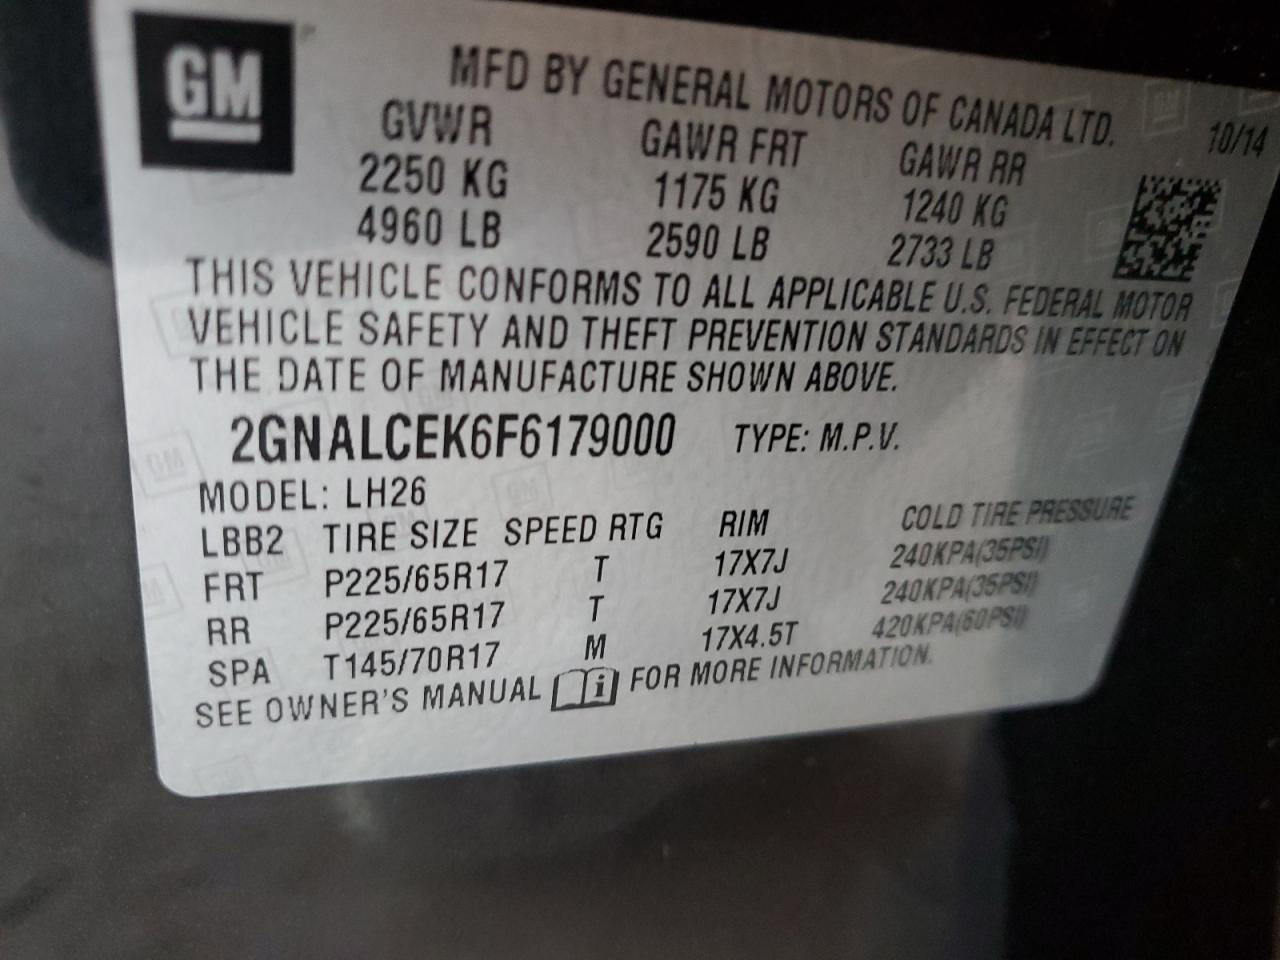 GM
MFD BY GENERAL MOTORS OF CANADA LTD.
10/14
GVWR GAWR FRT GAWR RR
2250 KG 1175 KG 1240 KG
4960 LB 2590 LB 2733 LB
THIS VEHICLE CONFORMS TO ALL APPLICABLE U.S. FEDERAL MOTOR
VEHICLE SAFETY AND THEFT PREVENTION STANDARDS IN EFFECT ON
THE DATE OF MANUFACTURE SHOWN ABOVE.
2GNALCEK6F6179000 TYPE: M.P.V.
MODEL: LH26
LBB2 TIRE SIZE SPEED RTG RIM COLD TIRE PRESSURE
FRT P225/65R17 T 17X7J 240KPA(35PSI)
RR P225/65R17 T 17X7J 240KPA(35PSI)
SPA T145/70R17 M 17X4.5T 420KPA(60PSI)
SEE OWNER'S MANUAL i FOR MORE INFORMATION.